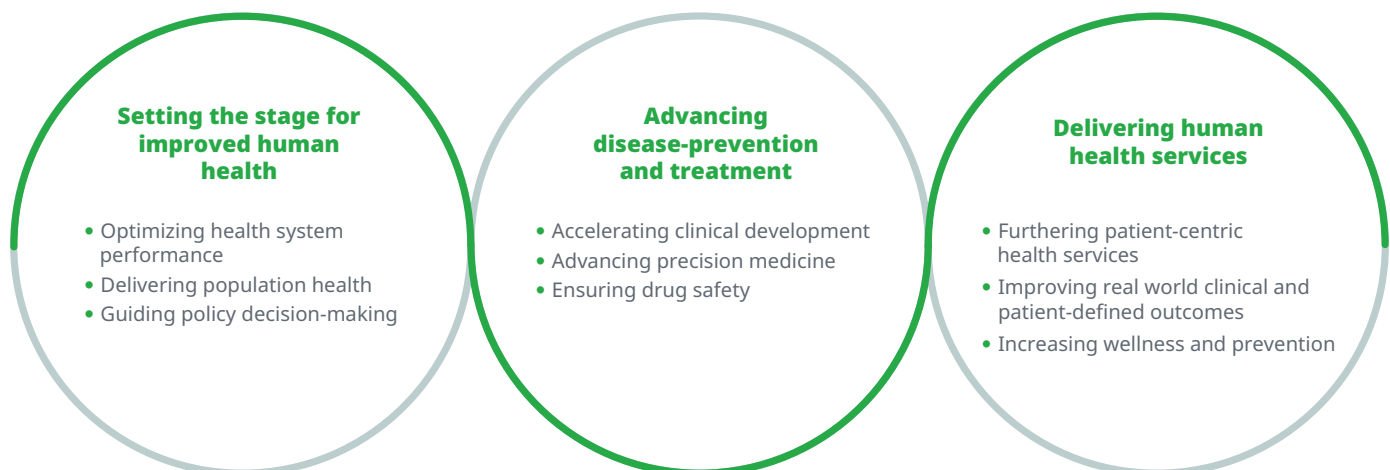 Setting the stage for
improved human
health
• Optimizing health system
performance
• Delivering population health
• Guiding policy decision-making
Advancing
disease-prevention
and treatment
• Accelerating clinical development
• Advancing precision medicine
• Ensuring drug safety
Delivering human
health services
• Furthering patient-centric
health services
• Improving real world clinical and
patient-defined outcomes
• Increasing wellness and prevention